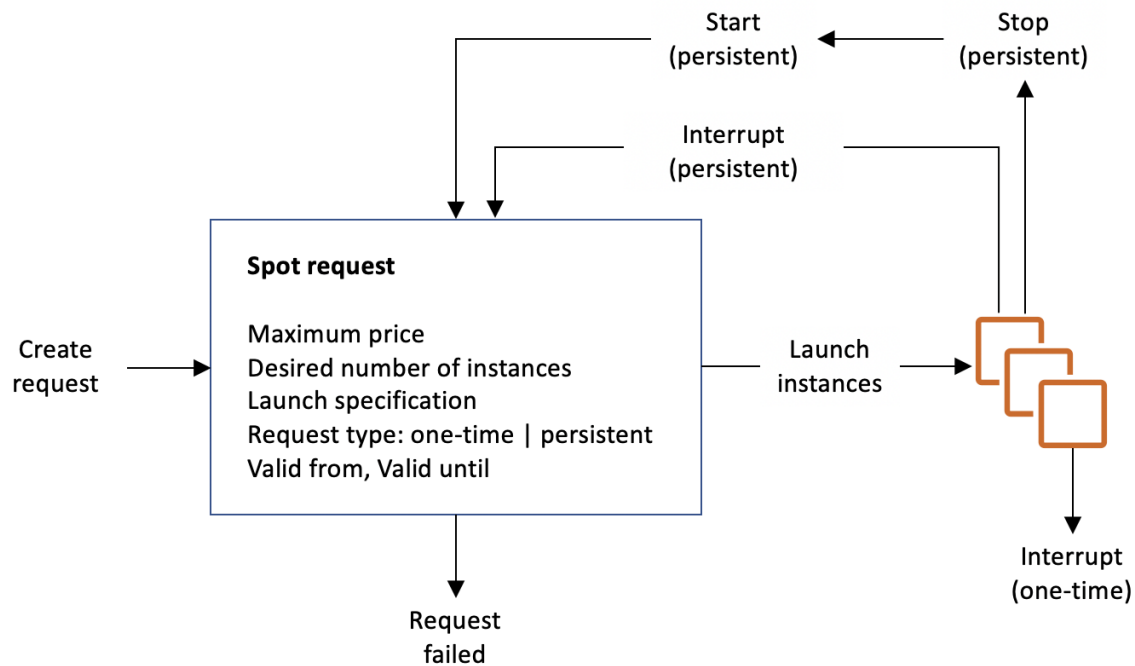 Start
(persistent)
Stop
(persistent)
Interrupt
(persistent)
Spot request
Maximum price
Desired number of instances
Launch specification
Request type: one-time | persistent
Valid from, Valid until
Create
request
Launch
instances
Interrupt
(one-time)
Request
failed